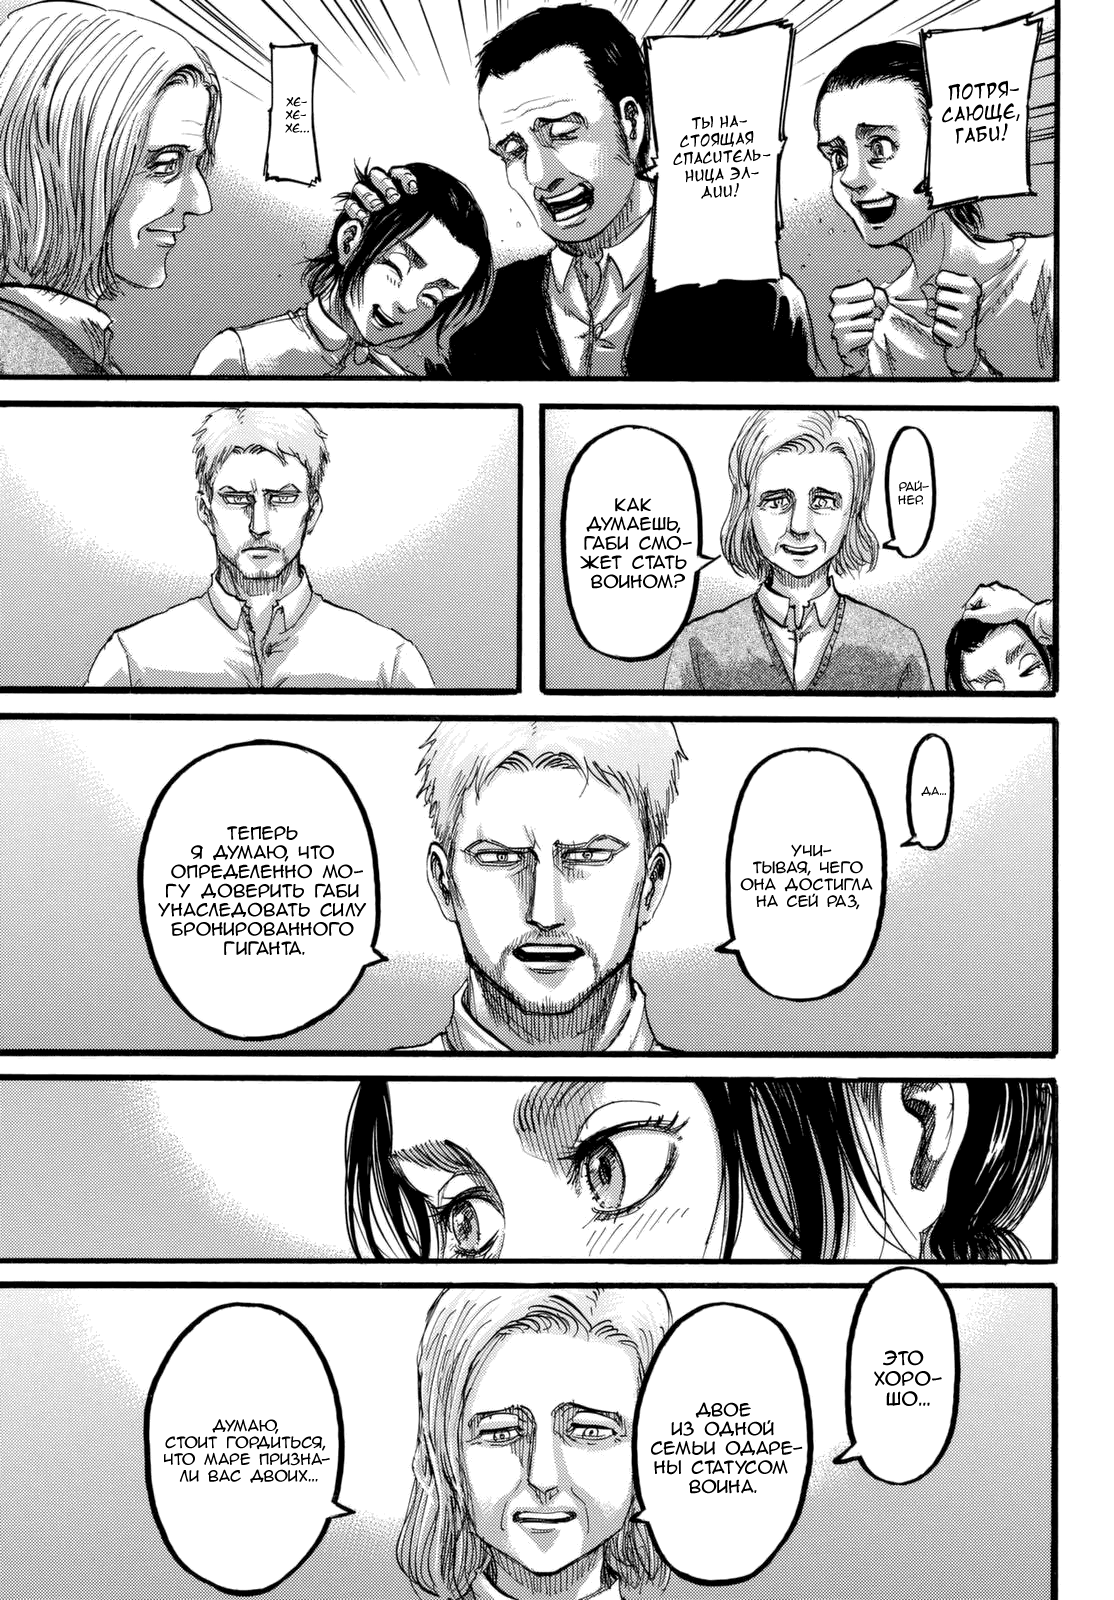 ПОТРЯ-
САЮЩЕ,
ГАБИ!
ТЫ НА-
СТОЯЩАЯ
СПАСИТЕЛЬ-
НИЦА ЭЛ-
ДИИ!
ХЕ-
ХЕ-
ХЕ...
РАЙ-
НЕР.
КАК
ДУМАЕШЬ,
ГАБИ СМО-
ЖЕТ СТАТЬ
ВОИНОМ?
ДА...
УЧИ-
ТЫВАЯ, ЧЕГО
ОНА ДОСТИГЛА
НА СЕЙ РАЗ,
ТЕПЕРЬ
Я ДУМАЮ, ЧТО
ОПРЕДЕЛЕННО МО-
ГУ ДОВЕРИТЬ ГАБИ
УНАСЛЕДОВАТЬ СИЛУ
БРОНИРОВАННОГО
ГИГАНТА.
ЭТО
ХОРО-
ШО...
ДВОЕ
ИЗ ОДНОЙ
СЕМЬИ ОДАРЕ-
НЫ СТАТУСОМ
ВОИНА.
ДУМАЮ,
СТОИТ ГОРДИТЬСЯ,
ЧТО МАРЕ ПРИЗНА-
ЛИ ВАС ДВОИХ...